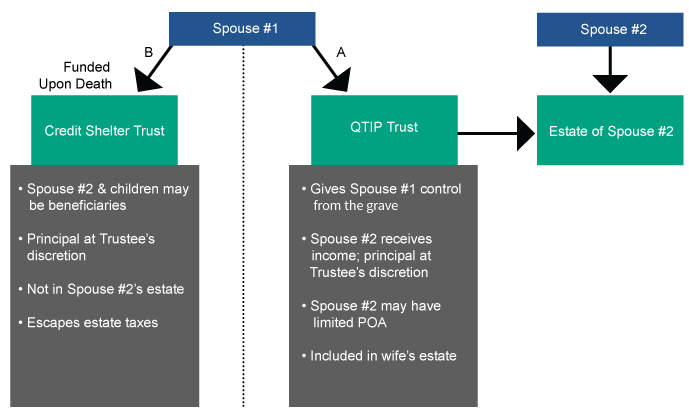 Spouse #1
Spouse #2
B
A
Funded
Upon Death
Credit Shelter Trust
QTIP Trust
Estate of Spouse #2
• Spouse #2 & children may
be beneficiaries
• Principal at Trustee's
discretion
• Not in Spouse #2's estate
• Escapes estate taxes
• Gives Spouse #1 control
from the grave
• Spouse #2 receives
income; principal at
Trustee's discretion
• Spouse #2 may have
limited POA
• Included in wife's estate